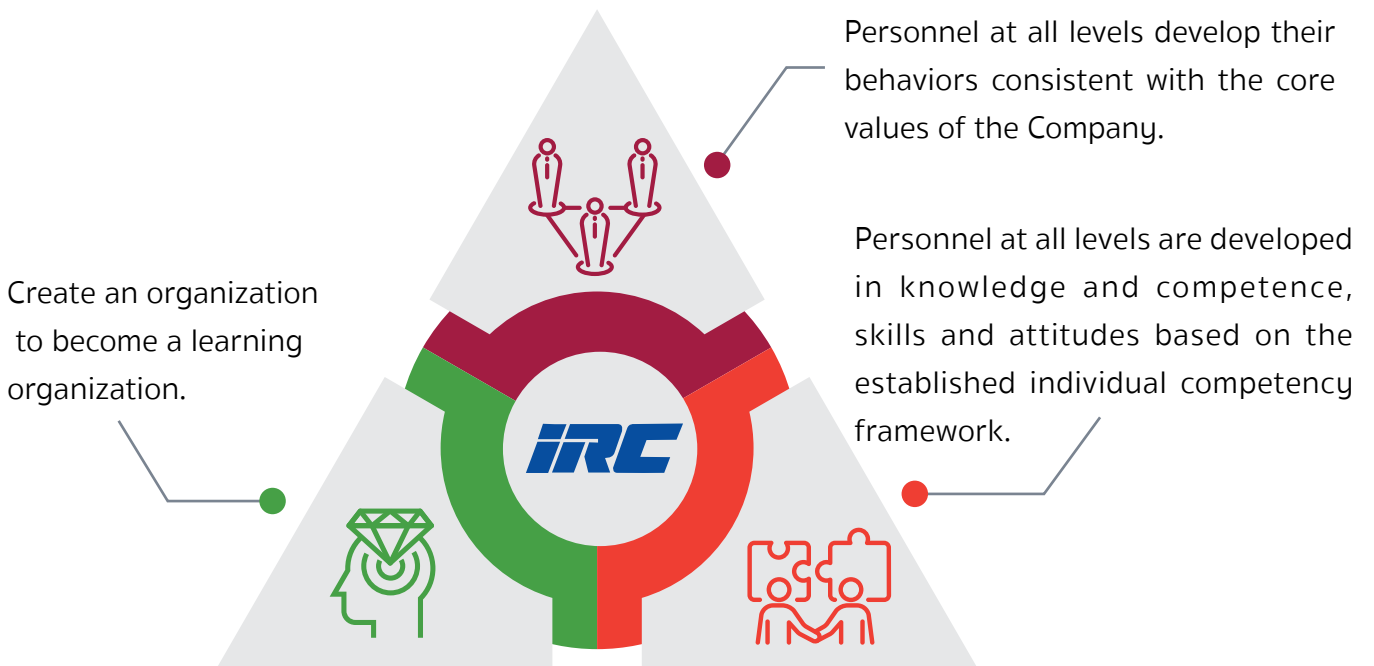 Personnel at all levels develop their
behaviors consistent with the core
values of the Company.
Personnel at all levels are developed
in knowledge and competence,
skills and attitudes based on the
established individual competency
framework.
Create an organization
to become a learning
organization.
IRC